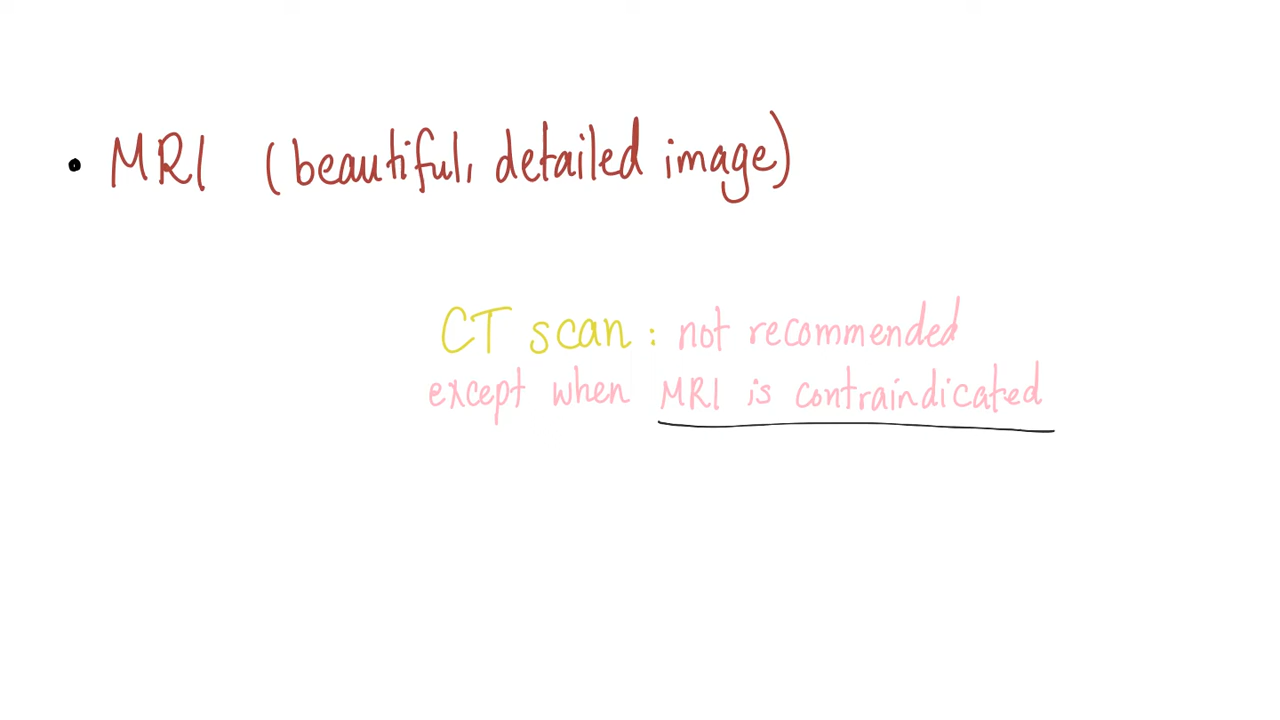 • MRI (beautiful, detailed image)
CT scan: not recommended
except when MRI is contraindicated